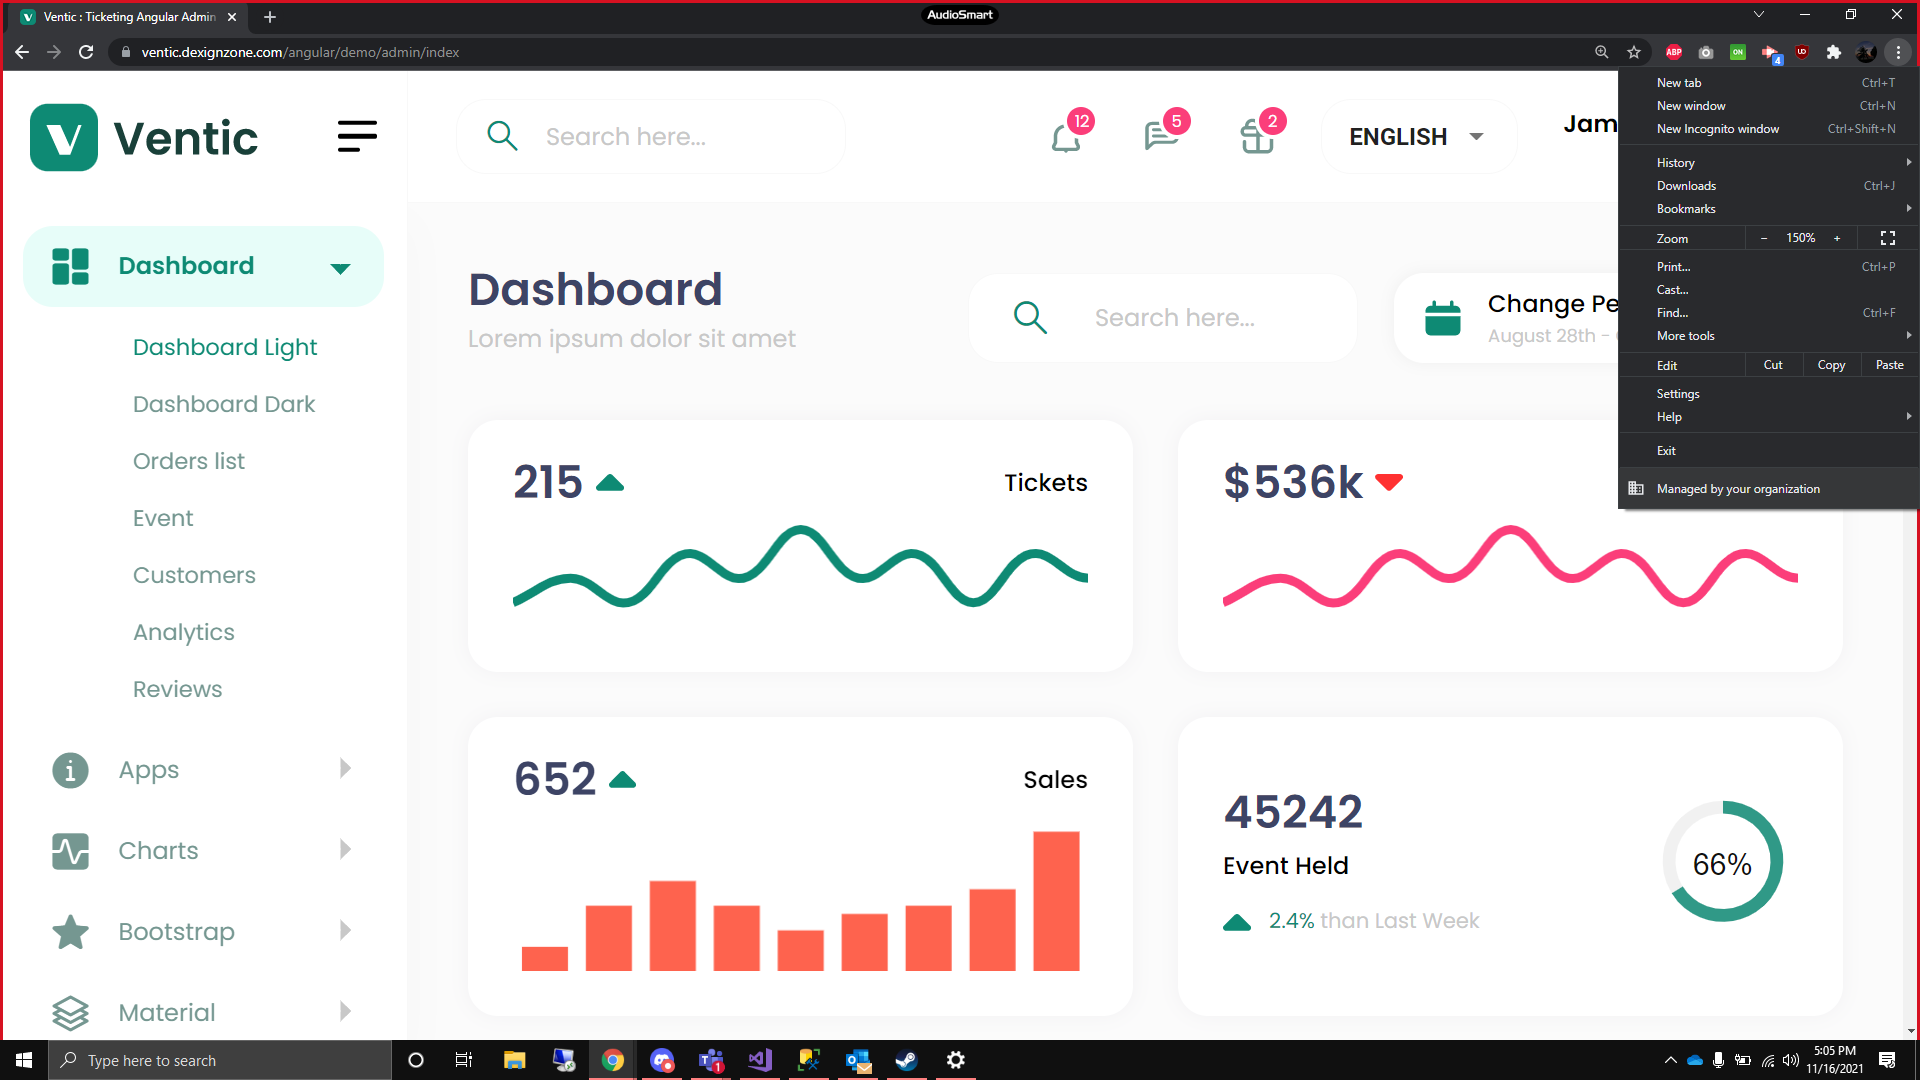 Ventic : Ticketing Angular Admin
AudioSmart
ventic.dexignzone.com/angular/demo/admin/index
ABP
ON
4
Ventic
Search here...
12
5
2
ENGLISH
Jam
New tab Ctrl+T
New window Ctrl+N
New Incognito window Ctrl+Shift+N
History
Downloads Ctrl+J
Bookmarks
Zoom − 150% +
Print... Ctrl+P
Cast...
Find... Ctrl+F
More tools
Edit Cut Copy Paste
Settings
Help
Exit
Managed by your organization
Dashboard
Dashboard Light
Dashboard Dark
Orders list
Event
Customers
Analytics
Reviews
Apps
Charts
Bootstrap
Material
Dashboard
Lorem ipsum dolor sit amet
Search here...
Change Pe
August 28th -
215
Tickets
$536k
652
Sales
45242
Event Held
2.4% than Last Week
66%
Type here to search
1
5:05 PM
11/16/2021